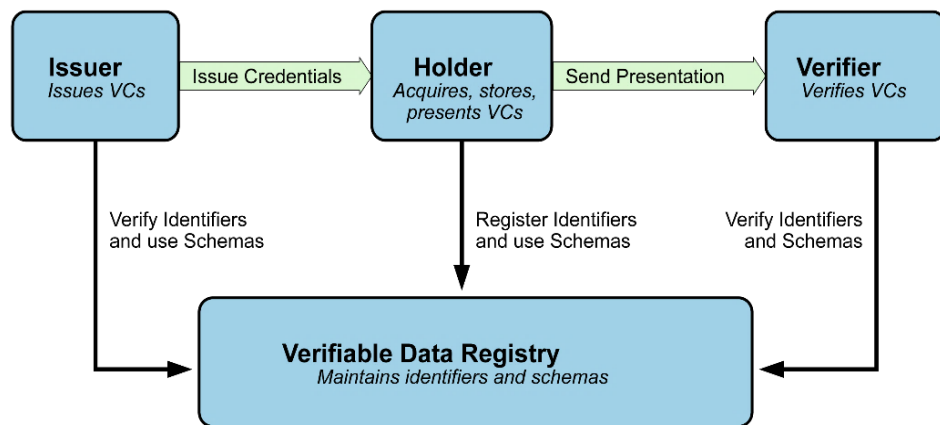 Issuer
Issues VCs
Issue Credentials
Holder
Acquires, stores,
presents VCs
Send Presentation
Verifier
Verifies VCs
Verify Identifiers
and use Schemas
Register Identifiers
and use Schemas
Verify Identifiers
and Schemas
Verifiable Data Registry
Maintains identifiers and schemas